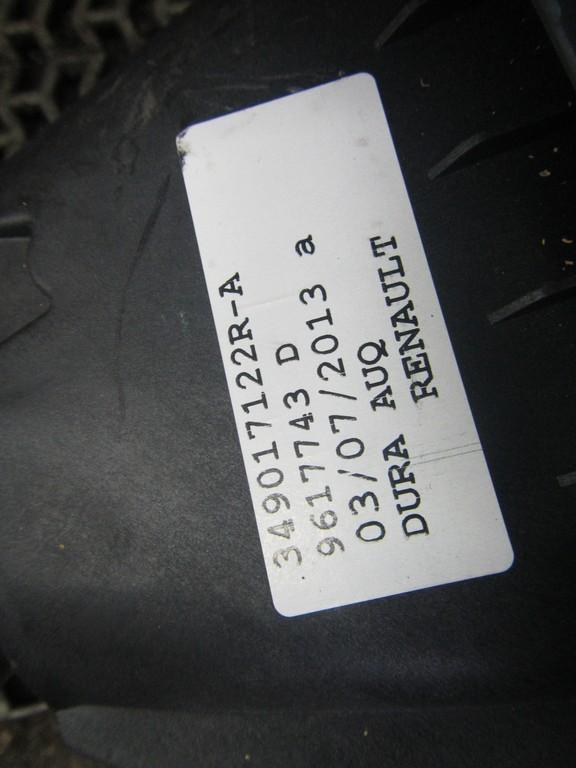 349017122R-A
9617743 D
03/07/2013 a
DURA AUQ
RENAULT